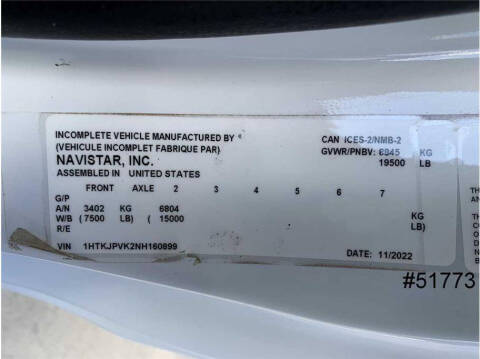 INCOMPLETE VEHICLE MANUFACTURED BY
(VEHICULE INCOMPLET FABRIQUE PAR)
NAVISTAR, INC.
ASSEMBLED IN UNITED STATES
CAN ICES-2/NMB-2
GVWR/PNBV: 8845 KG
19500 LB
FRONT AXLE 2 3 4 5 6 7
G/P
A/N 3402 KG 6804 KG
W/B (7500 LB) (15000 LB)
R/E
VIN 1HTKJPVK2NH160899
DATE: 11/2022
#51773